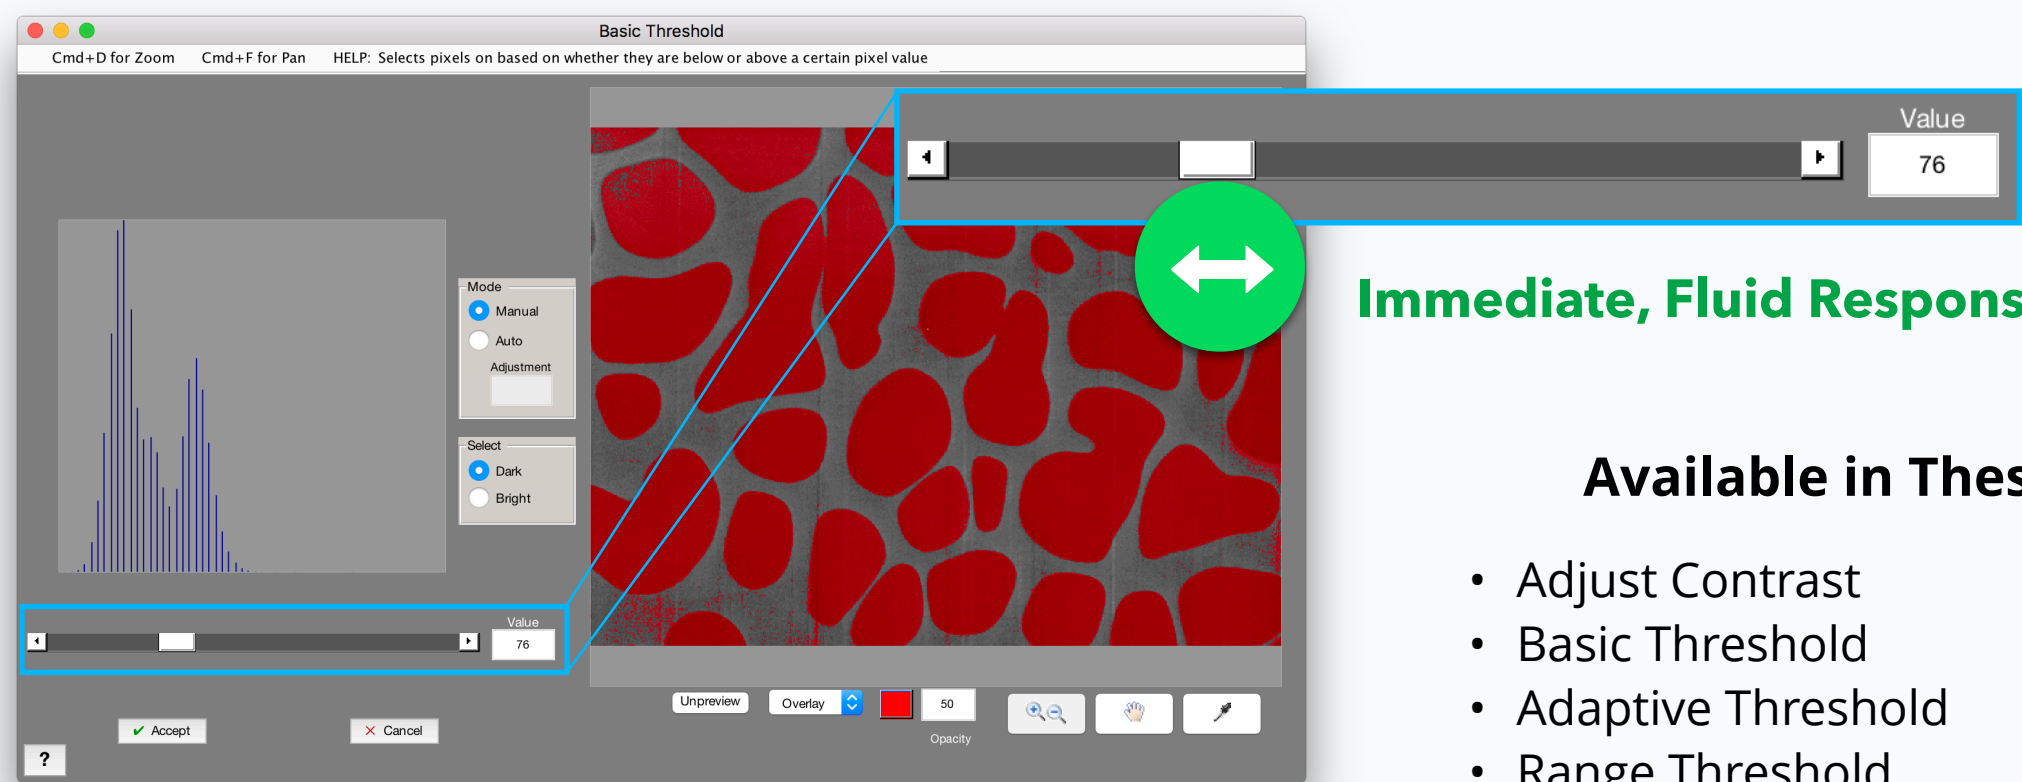 Basic Threshold
Cmd+D for Zoom Cmd+F for Pan HELP: Selects pixels on based on whether they are below or above a certain pixel value
Value
76
Mode
Manual
Auto
Adjustment
Select
Dark
Bright
Value
76
Unpreview
Overlay
50
Opacity
Accept
Cancel
?
Immediate, Fluid Respons
Available in Thes
• Adjust Contrast
• Basic Threshold
• Adaptive Threshold
• Range Threshold